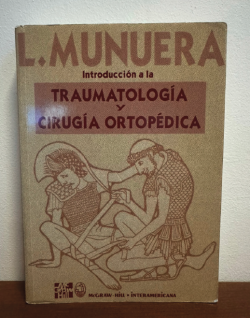 L.MUNUERA
Introducción a la
TRAUMATOLOGÍA
Y
CIRUGÍA ORTOPÉDICA
McGRAW-HILL • INTERAMERICANA